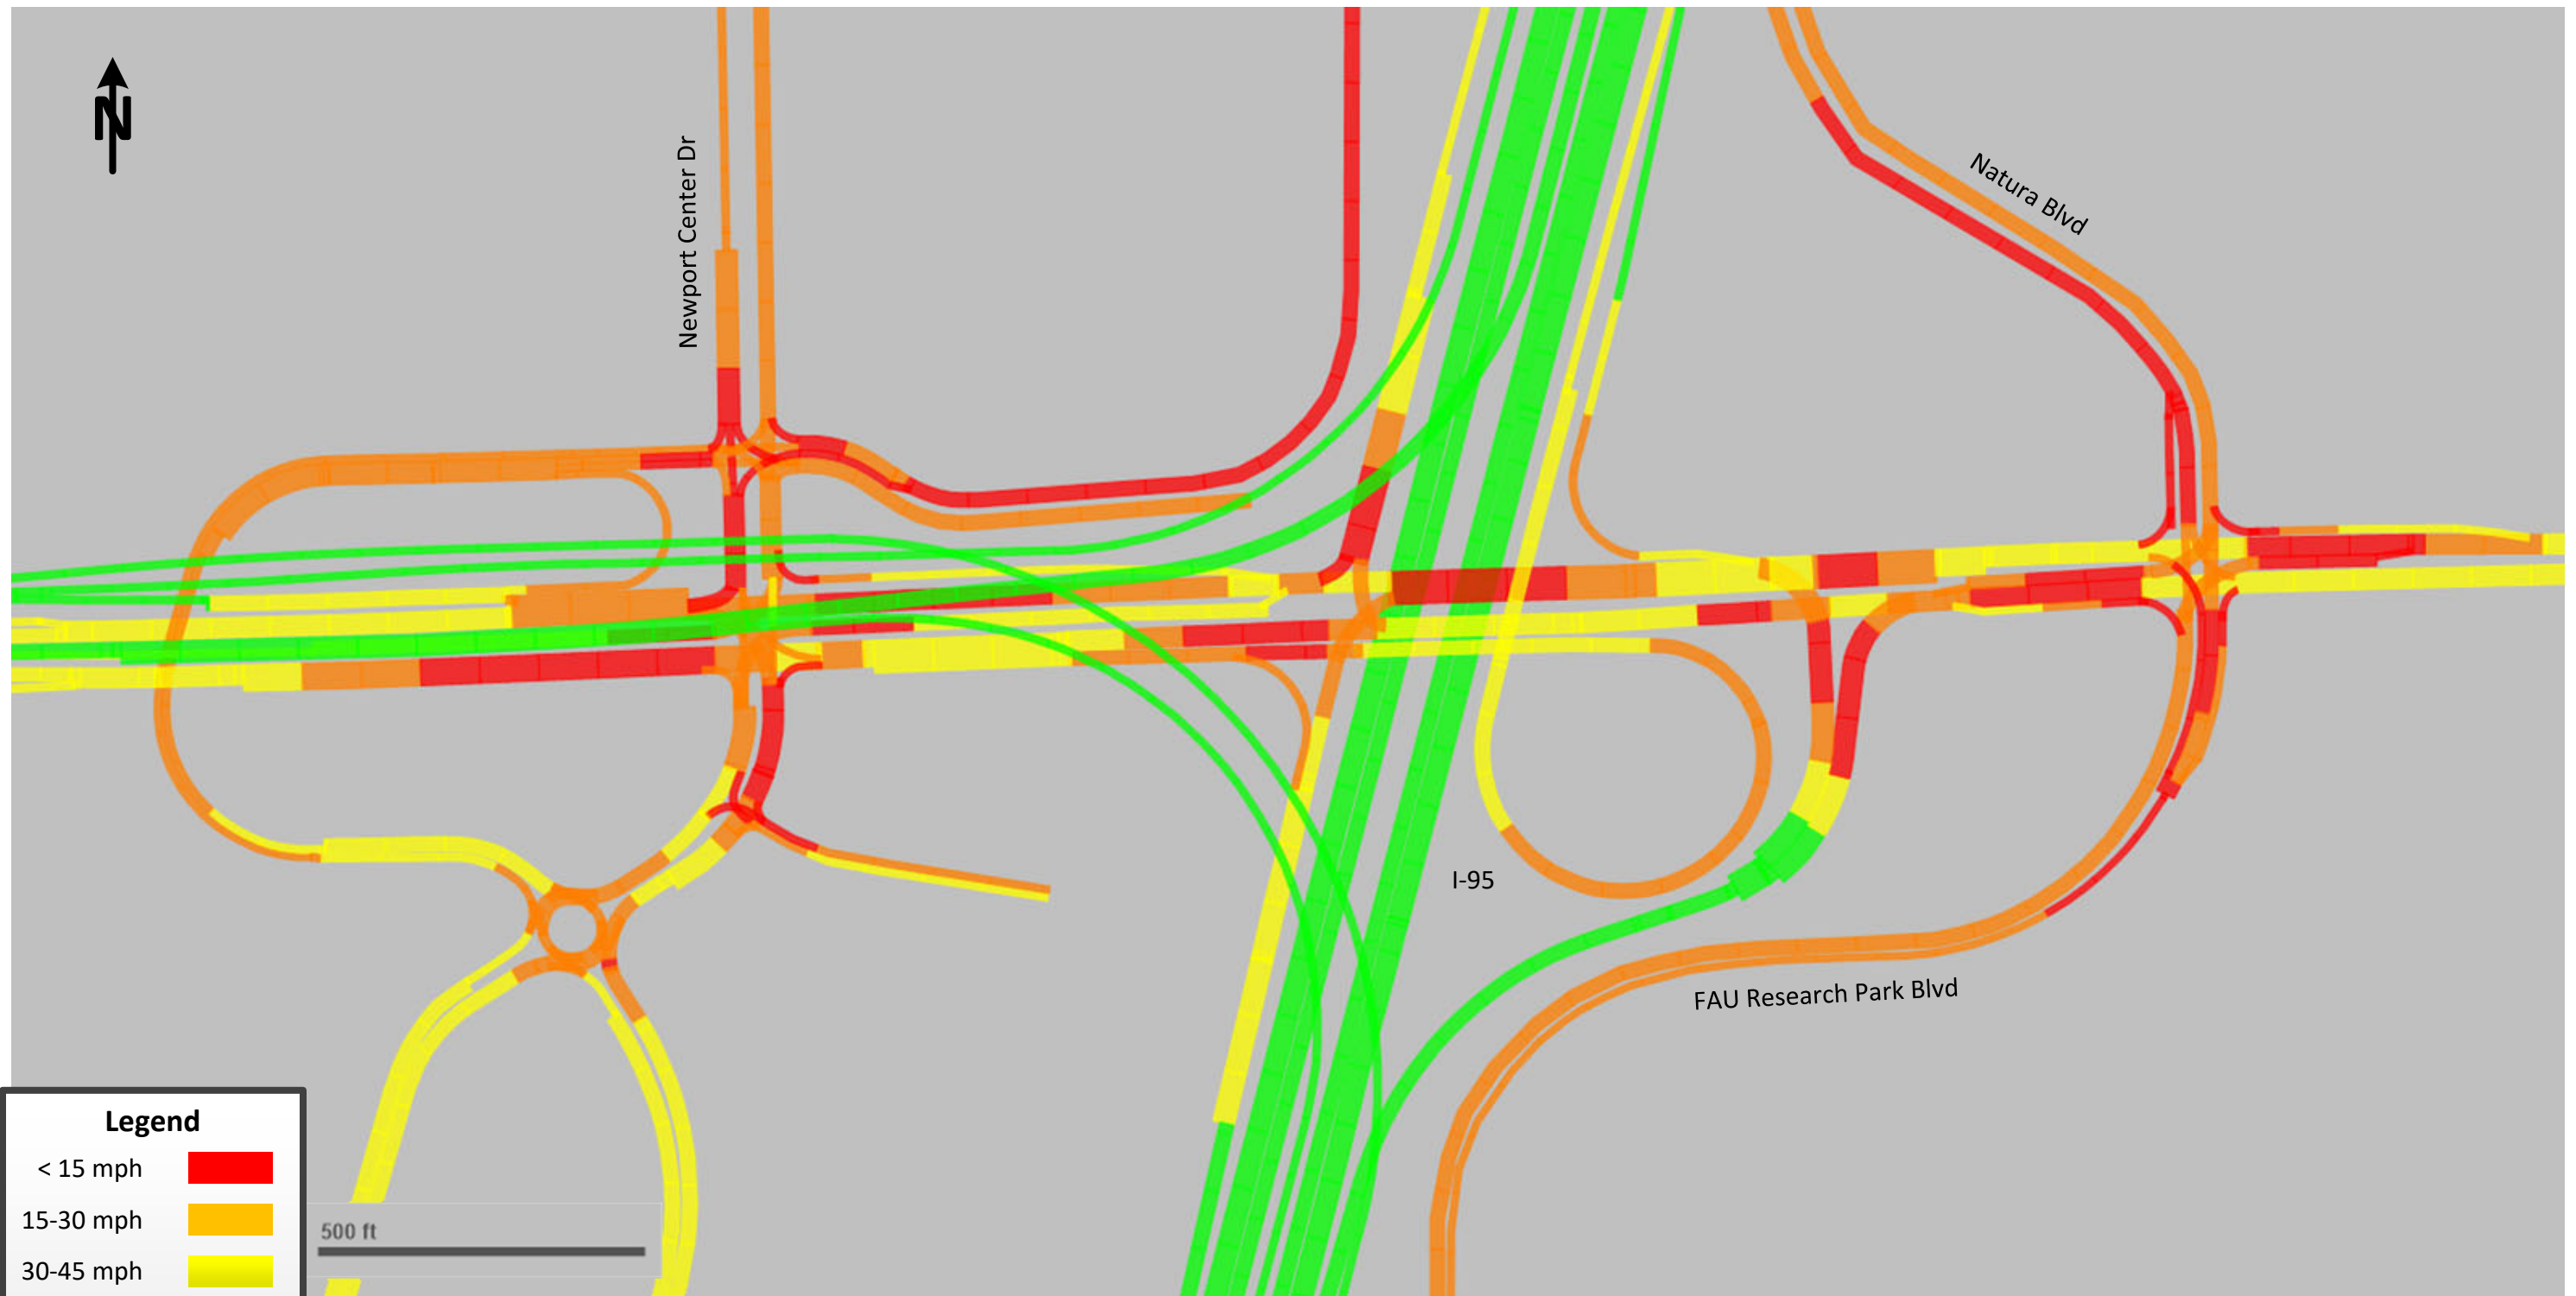 N
Newport Center Dr
Natura Blvd
I-95
FAU Research Park Blvd
Legend
< 15 mph
15-30 mph
30-45 mph
500 ft